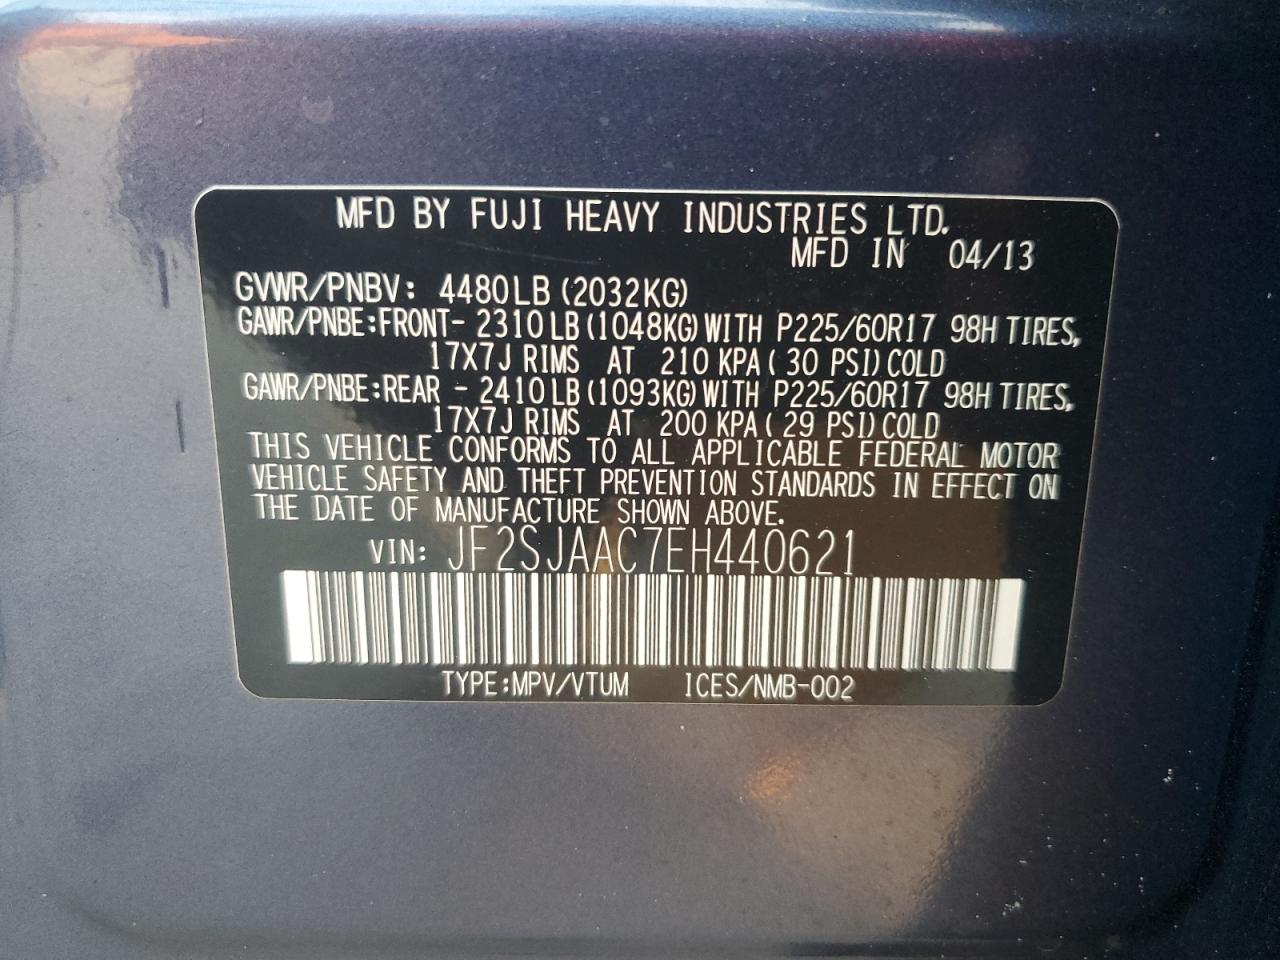 MFD BY FUJI HEAVY INDUSTRIES LTD.
MFD IN 04/13
GVWR/PNBV: 4480LB (2032KG)
GAWR/PNBE:FRONT- 2310LB (1048KG) WITH P225/60R17 98H TIRES,
17X7J RIMS AT 210 KPA ( 30 PSI) COLD
GAWR/PNBE:REAR - 2410LB (1093KG) WITH P225/60R17 98H TIRES,
17X7J RIMS AT 200 KPA ( 29 PSI) COLD
THIS VEHICLE CONFORMS TO ALL APPLICABLE FEDERAL MOTOR
VEHICLE SAFETY AND THEFT PREVENTION STANDARDS IN EFFECT ON
THE DATE OF MANUFACTURE SHOWN ABOVE.
VIN: JF2SJAAC7EH440621
TYPE:MPV/VTUM ICES/NMB-002